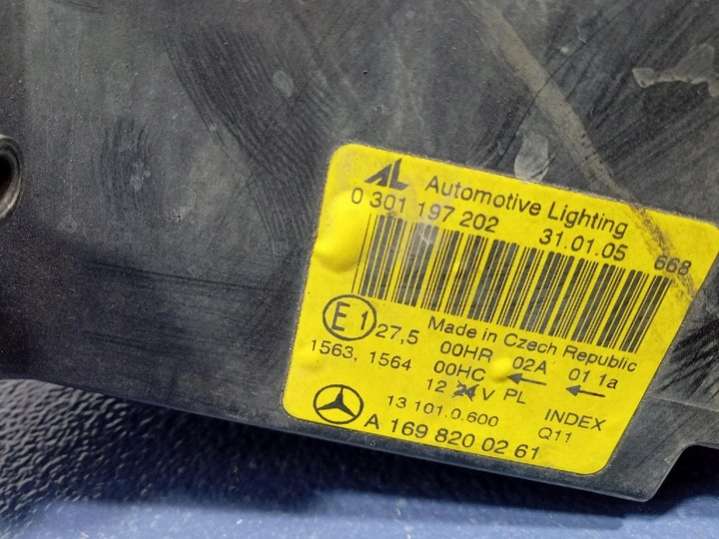 AL Automotive Lighting
0 301 197 202 31.01.05 668
Made in Czech Republic
E1 27,5 00HR 02A 01 1a
1563, 1564 00HC ← ←
12 24 V PL
13 101.0.600 INDEX
A 169 820 02 61 Q11